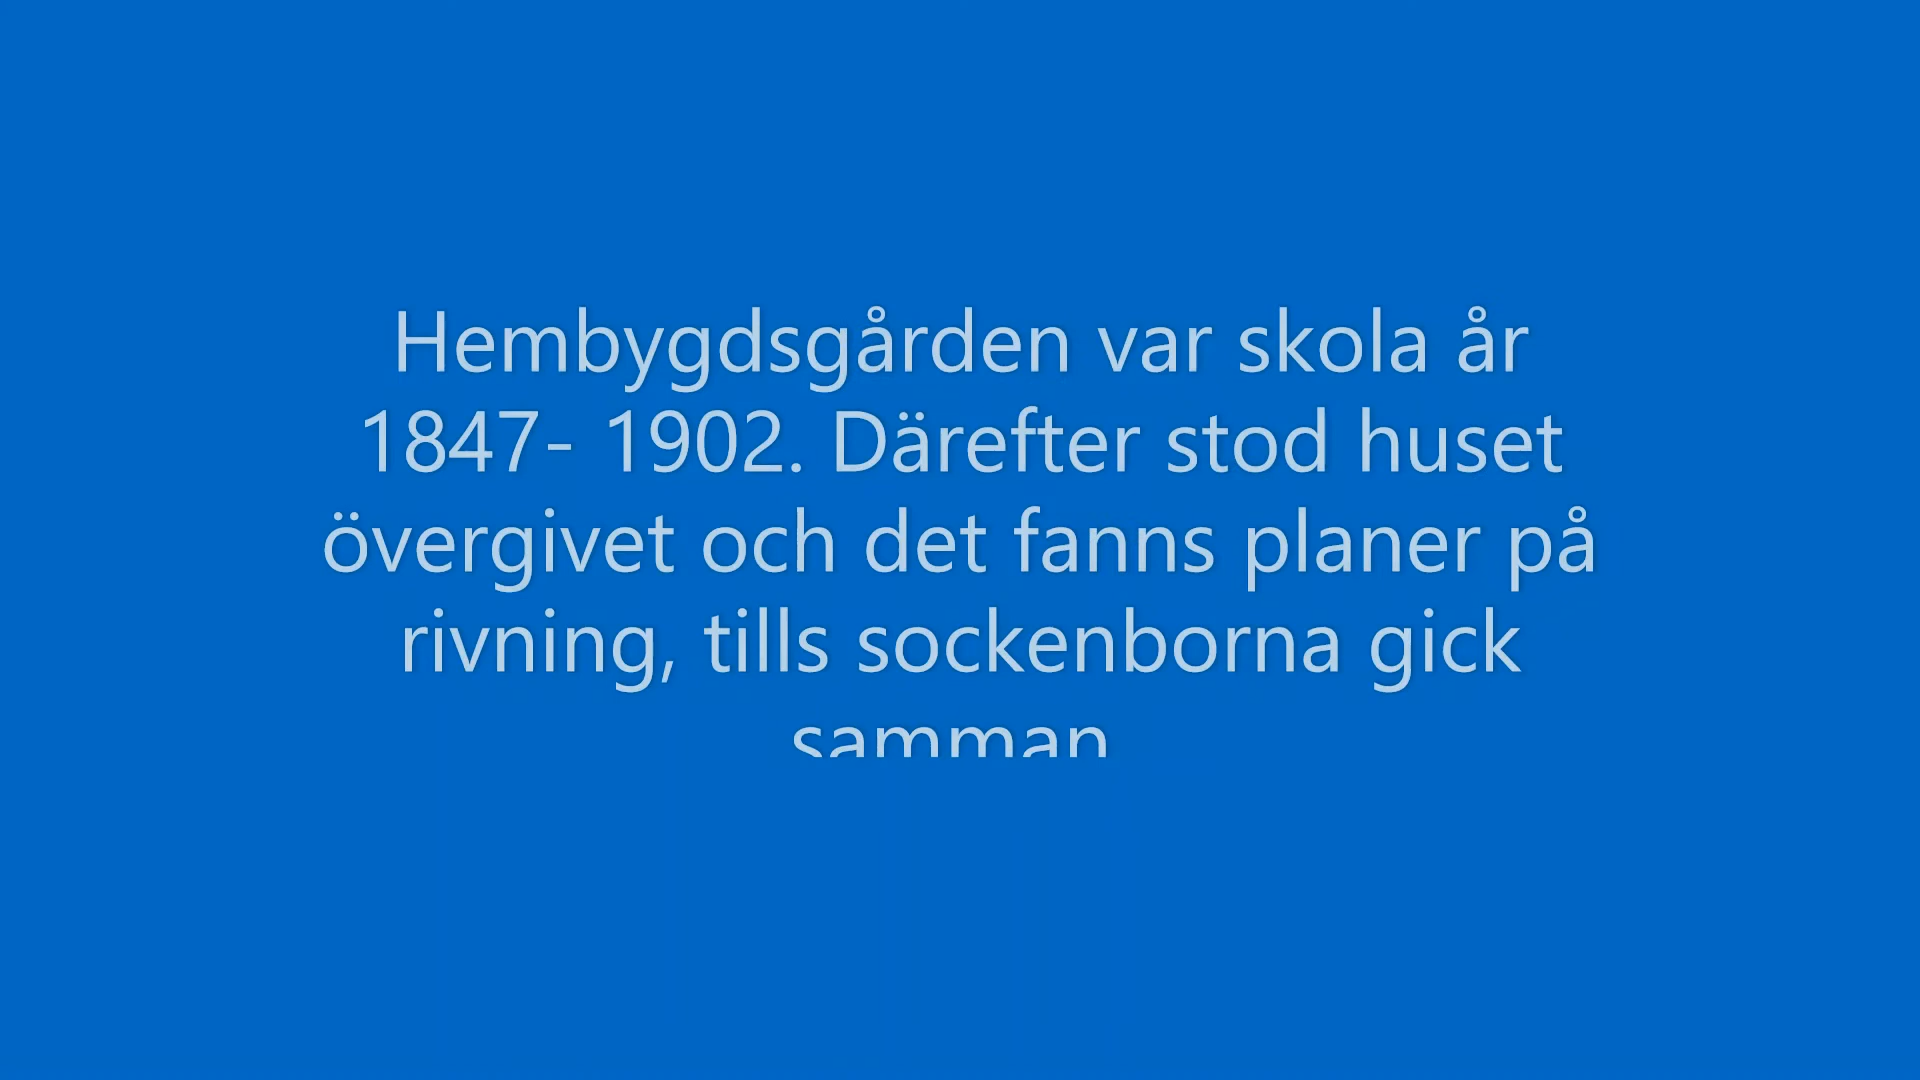 Hembygdsgården var skola år
1847- 1902. Därefter stod huset
övergivet och det fanns planer på
rivning, tills sockenborna gick
samman